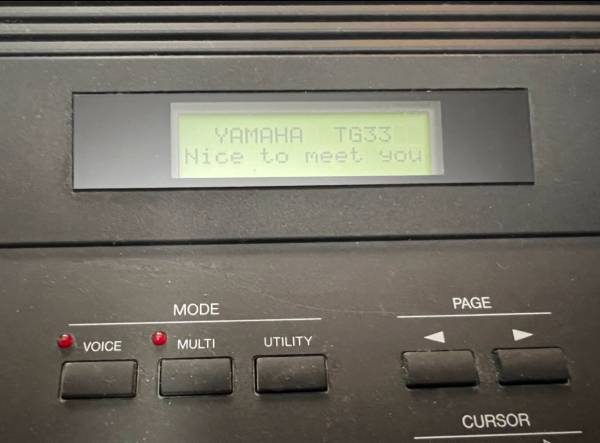 YAMAHA TG33
Nice to meet you
MODE
VOICE MULTI UTILITY
PAGE
CURSOR